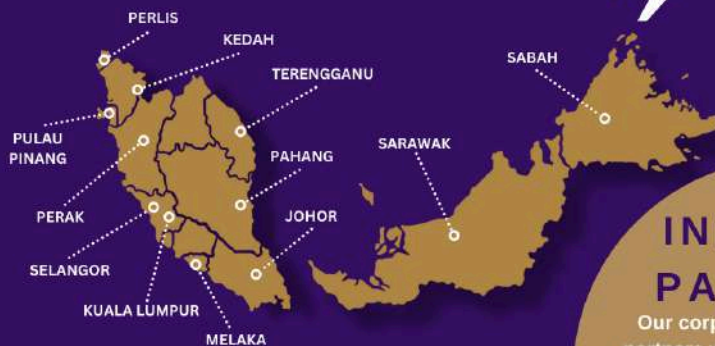 PERLIS
KEDAH
TERENGGANU
PULAU
PINANG
PAHANG
PERAK
JOHOR
SELANGOR
KUALA LUMPUR
MELAKA
SABAH
SARAWAK
IN
PA
Our corp